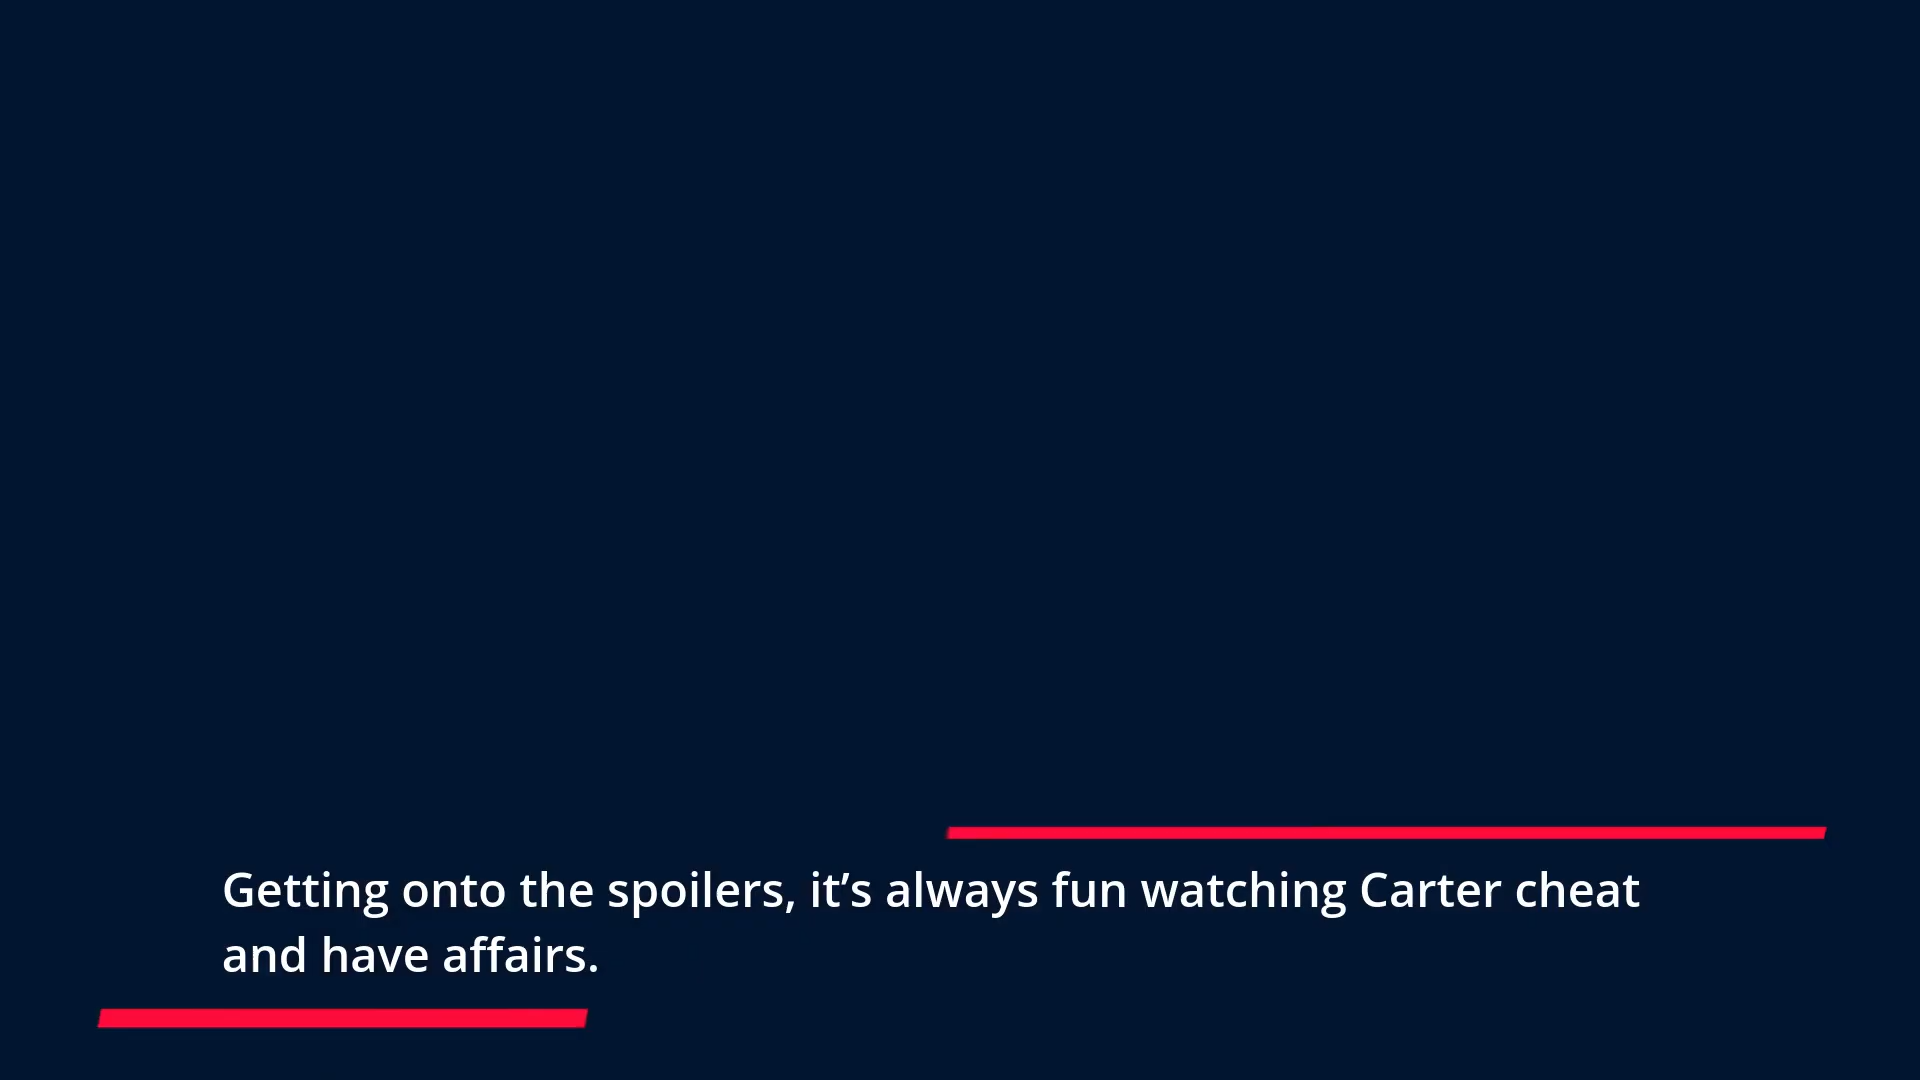 Getting onto the spoilers, it’s always fun watching Carter cheat
and have affairs.